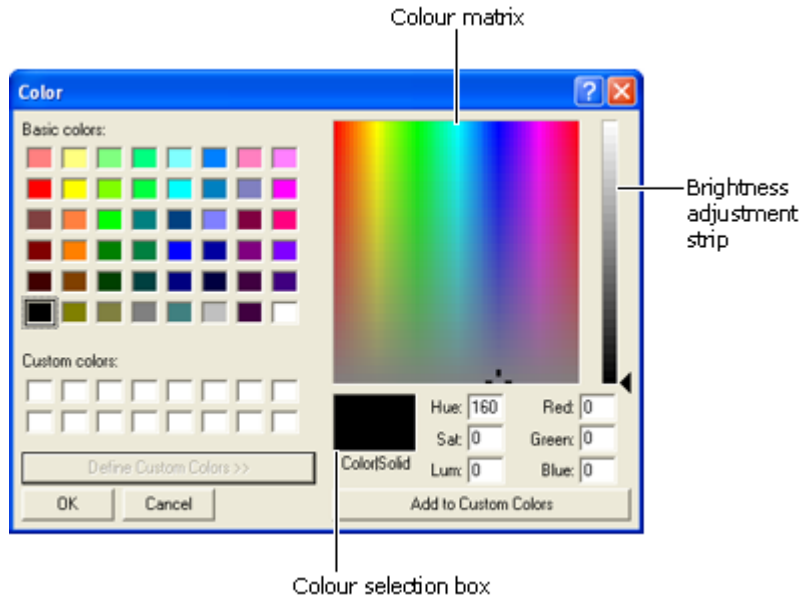 Colour matrix
Color
?
Basic colors:
Brightness
adjustment
strip
Custom colors:
Hue: 160 Red: 0
Sat: 0 Green: 0
Color|Solid Lum: 0 Blue: 0
Define Custom Colors >>
OK Cancel Add to Custom Colors
Colour selection box